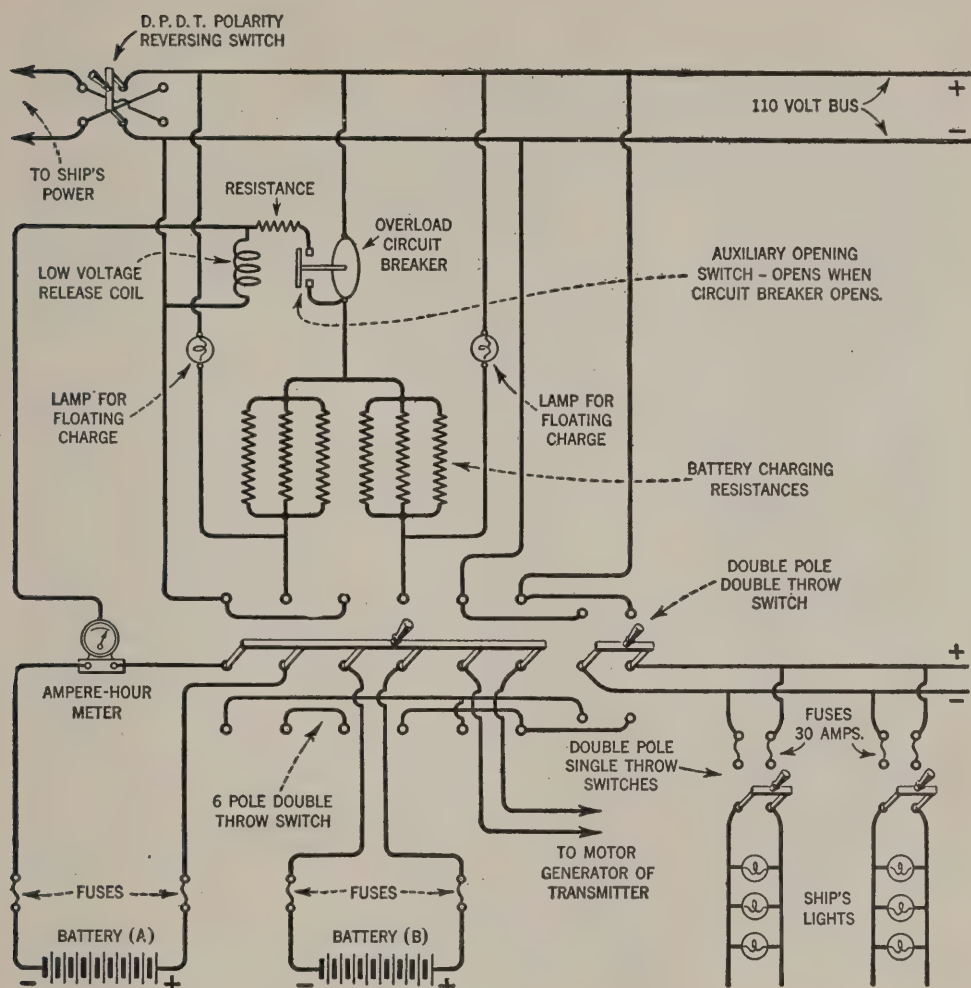 D.P.D.T. POLARITY
REVERSING SWITCH
110 VOLT BUS
+
−
TO SHIP'S
POWER
RESISTANCE
OVERLOAD
CIRCUIT
BREAKER
LOW VOLTAGE
RELEASE COIL
AUXILIARY OPENING
SWITCH - OPENS WHEN
CIRCUIT BREAKER OPENS.
LAMP FOR
FLOATING
CHARGE
LAMP FOR
FLOATING
CHARGE
BATTERY CHARGING
RESISTANCES
DOUBLE POLE
DOUBLE THROW
SWITCH
AMPERE-HOUR
METER
+
−
FUSES
30 AMPS.
DOUBLE POLE
SINGLE THROW
SWITCHES
6 POLE DOUBLE
THROW SWITCH
TO MOTOR
GENERATOR OF
TRANSMITTER
FUSES
FUSES
SHIP'S
LIGHTS
BATTERY (A)
− +
BATTERY (B)
− +